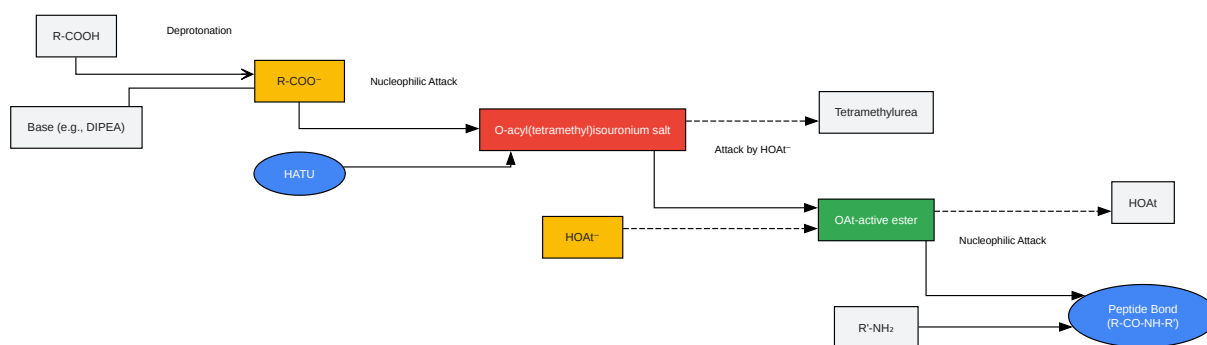 R-COOH
Deprotonation
R-COO⁻
Nucleophilic Attack
Base (e.g., DIPEA)
O-acyl(tetramethyl)isouronium salt
Tetramethylurea
Attack by HOAt⁻
HATU
HOAt
OAt-active ester
HOAt⁻
Nucleophilic Attack
Peptide Bond
(R-CO-NH-R')
R'-NH₂